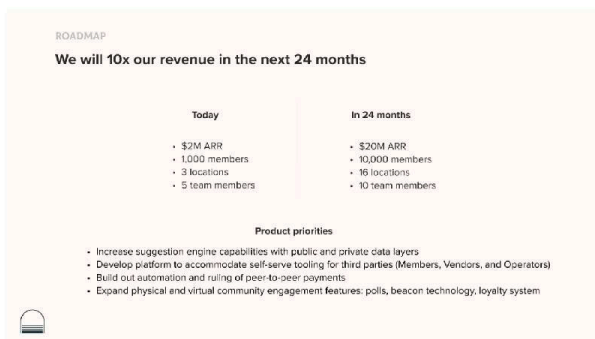 ROADMAP
We will 10x our revenue in the next 24 months
Today
• $2M ARR
• 1,000 members
• 3 locations
• 5 team members
In 24 months
• $20M ARR
• 10,000 members
• 16 locations
• 10 team members
Product priorities
• Increase suggestion engine capabilities with public and private data layers
• Develop platform to accommodate self-serve tooling for third parties (Members, Vendors, and Operators)
• Build out automation and ruling of peer-to-peer payments
• Expand physical and virtual community engagement features: polls, beacon technology, loyalty system